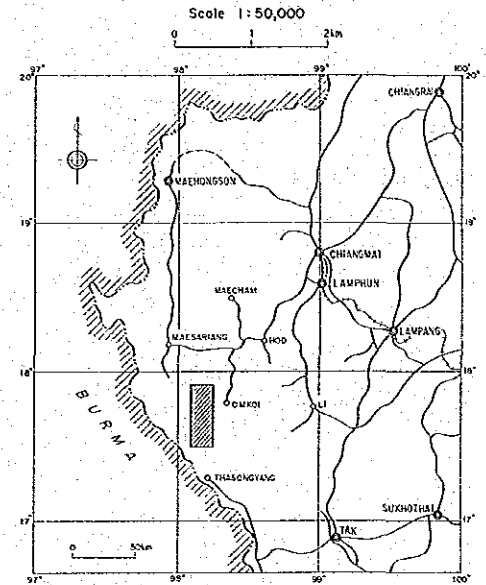 Scale 1:50,000
0 1 2km
97° 98° 99° 100°
20° 20°
CHIANGRAI
MAEHONGSON
19° 19°
CHIANGMAI
LAMPHUN
MAECHAM
LAMPANG
MAESARIANG
HOD
18° 18°
OMKOI
LI
BURMA
THASONGYANG
SUKHOTHAI
17° 17°
TAK
0 50km
97° 98° 99° 100°